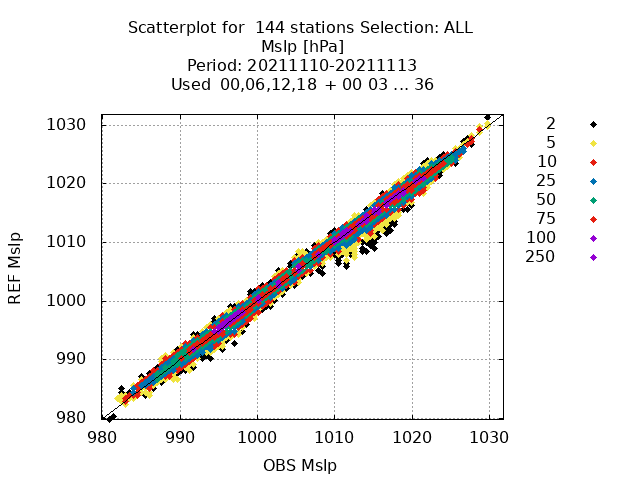 Scatterplot for 144 stations Selection: ALL
Mslp [hPa]
Period: 20211110-20211113
Used 00,06,12,18 + 00 03 ... 36
1030
1020
1010
1000
990
980
REF Mslp
980 990 1000 1010 1020 1030
OBS Mslp
2
5
10
25
50
75
100
250